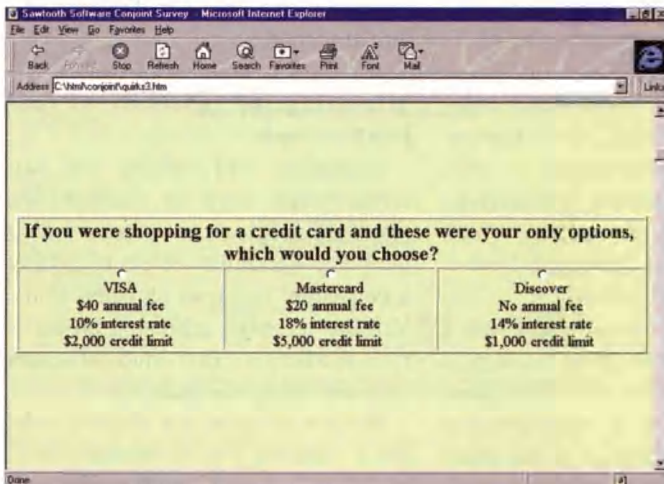 Sawtooth Software Conjoint Survey - Microsoft Internet Explorer
File Edit View Go Favorites Help
Back Forward Stop Refresh Home Search Favorites Print Font Mail
Address C:\html\conjoint\quirks3.htm Links
If you were shopping for a credit card and these were your only options,
which would you choose?
VISA Mastercard Discover
$40 annual fee $20 annual fee No annual fee
10% interest rate 18% interest rate 14% interest rate
$2,000 credit limit $5,000 credit limit $1,000 credit limit
Done